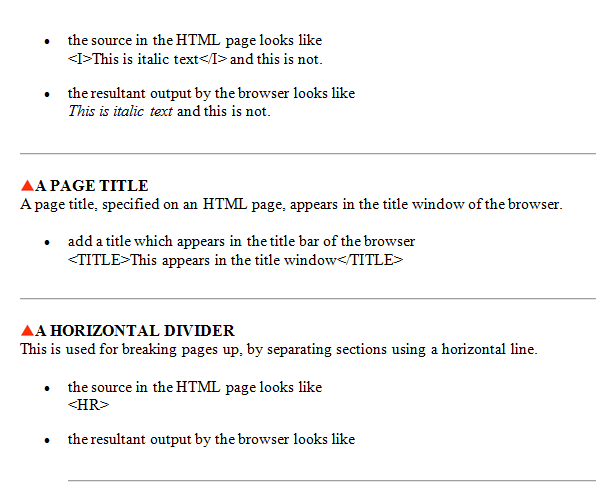 the source in the HTML page looks like
<I>This is italic text</I> and this is not.
the resultant output by the browser looks like
This is italic text and this is not.
A PAGE TITLE
A page title, specified on an HTML page, appears in the title window of the browser.
add a title which appears in the title bar of the browser
<TITLE>This appears in the title window</TITLE>
A HORIZONTAL DIVIDER
This is used for breaking pages up, by separating sections using a horizontal line.
the source in the HTML page looks like
<HR>
the resultant output by the browser looks like